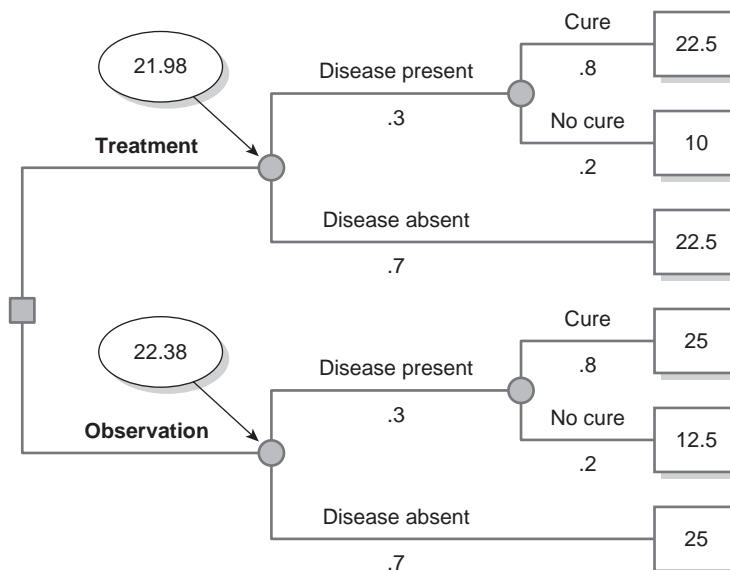 Cure
22.5
21.98
.8
Disease present
.3
No cure
10
Treatment
.2
Disease absent
22.5
.7
Cure
25
22.38
.8
Disease present
.3
No cure
12.5
Observation
.2
Disease absent
25
.7